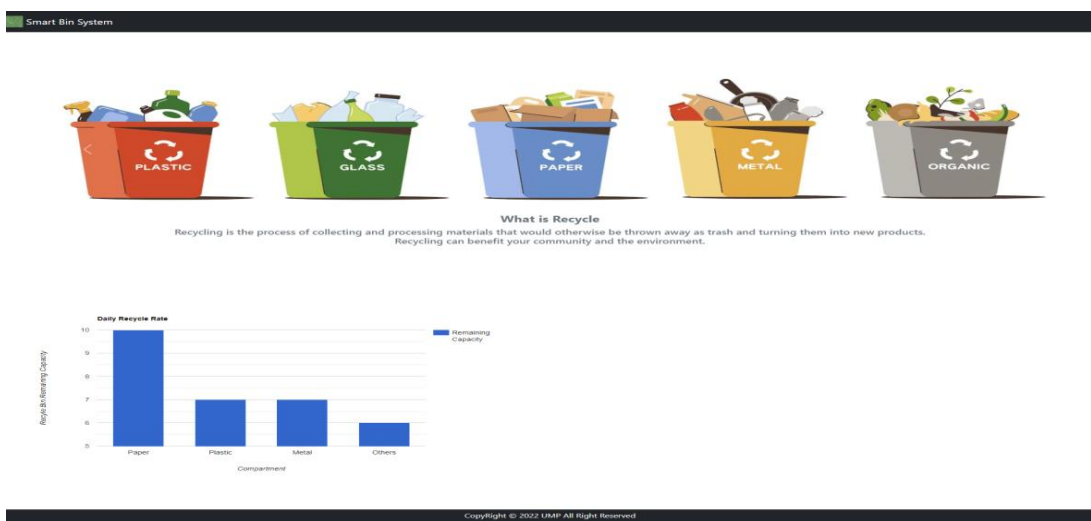 Smart Bin System
PLASTIC
GLASS
PAPER
METAL
ORGANIC
What is Recycle
Recycling is the process of collecting and processing materials that would otherwise be thrown away as trash and turning them into new products.
Recycling can benefit your community and the environment.
Daily Recycle Rate
Remaining
Capacity
Recyle Bin Remaining Capacity
10
9
8
7
6
5
Paper
Plastic
Metal
Others
Compartment
CopyRight © 2022 UMP All Right Reserved